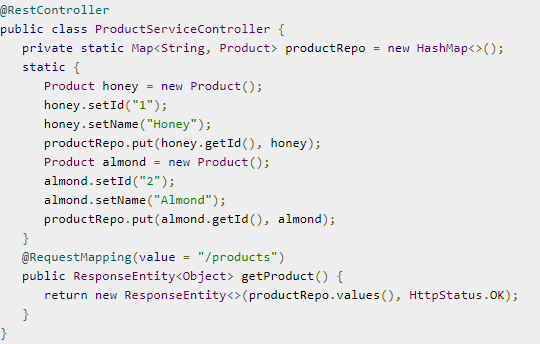 @RestController
public class ProductServiceController {
   private static Map<String, Product> productRepo = new HashMap<>();
   static {
      Product honey = new Product();
      honey.setId("1");
      honey.setName("Honey");
      productRepo.put(honey.getId(), honey);
      Product almond = new Product();
      almond.setId("2");
      almond.setName("Almond");
      productRepo.put(almond.getId(), almond);
   }
   @RequestMapping(value = "/products")
   public ResponseEntity<Object> getProduct() {
      return new ResponseEntity<>(productRepo.values(), HttpStatus.OK);
   }
}